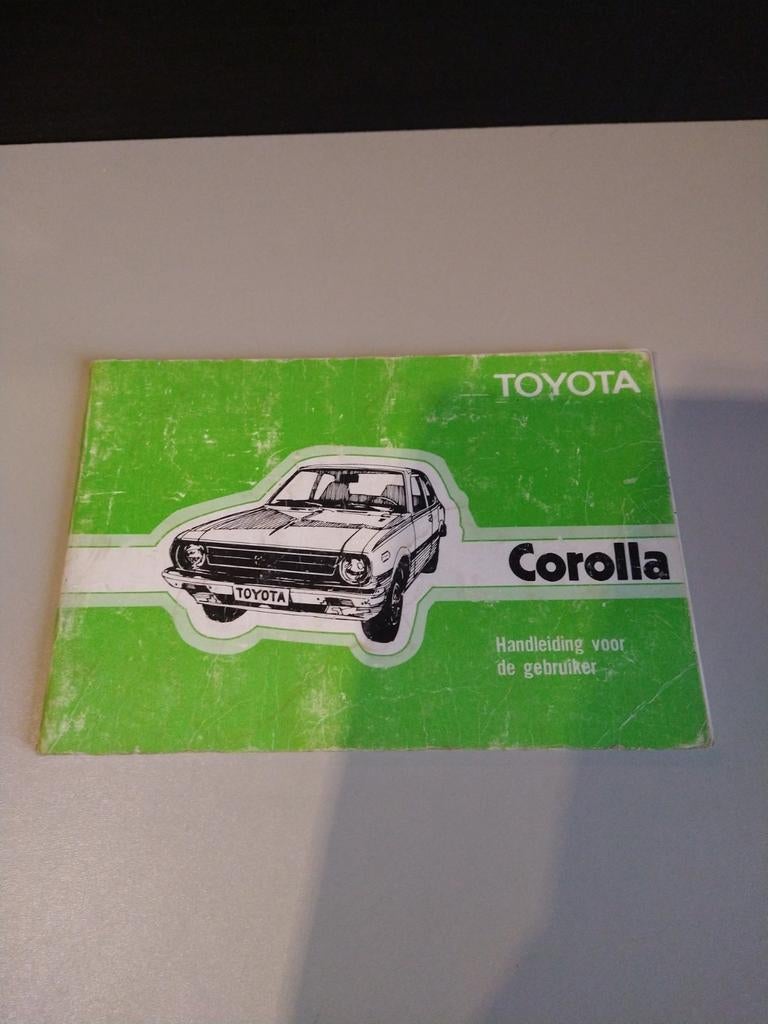 TOYOTA
Corolla
TOYOTA
Handleiding voor
de gebruiker